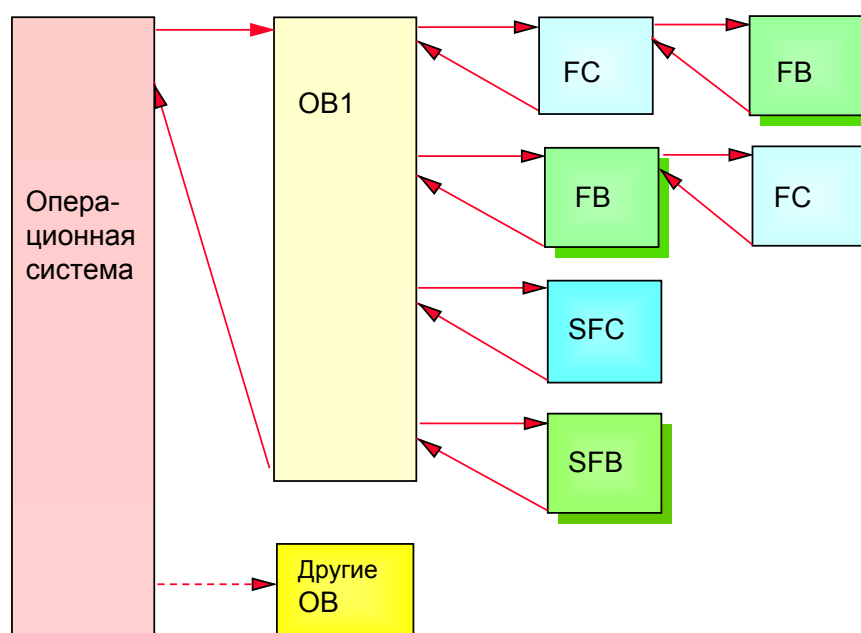 FC
FB
OB1
FB
FC
Опера-
ционная
система
SFC
SFB
Другие
OB